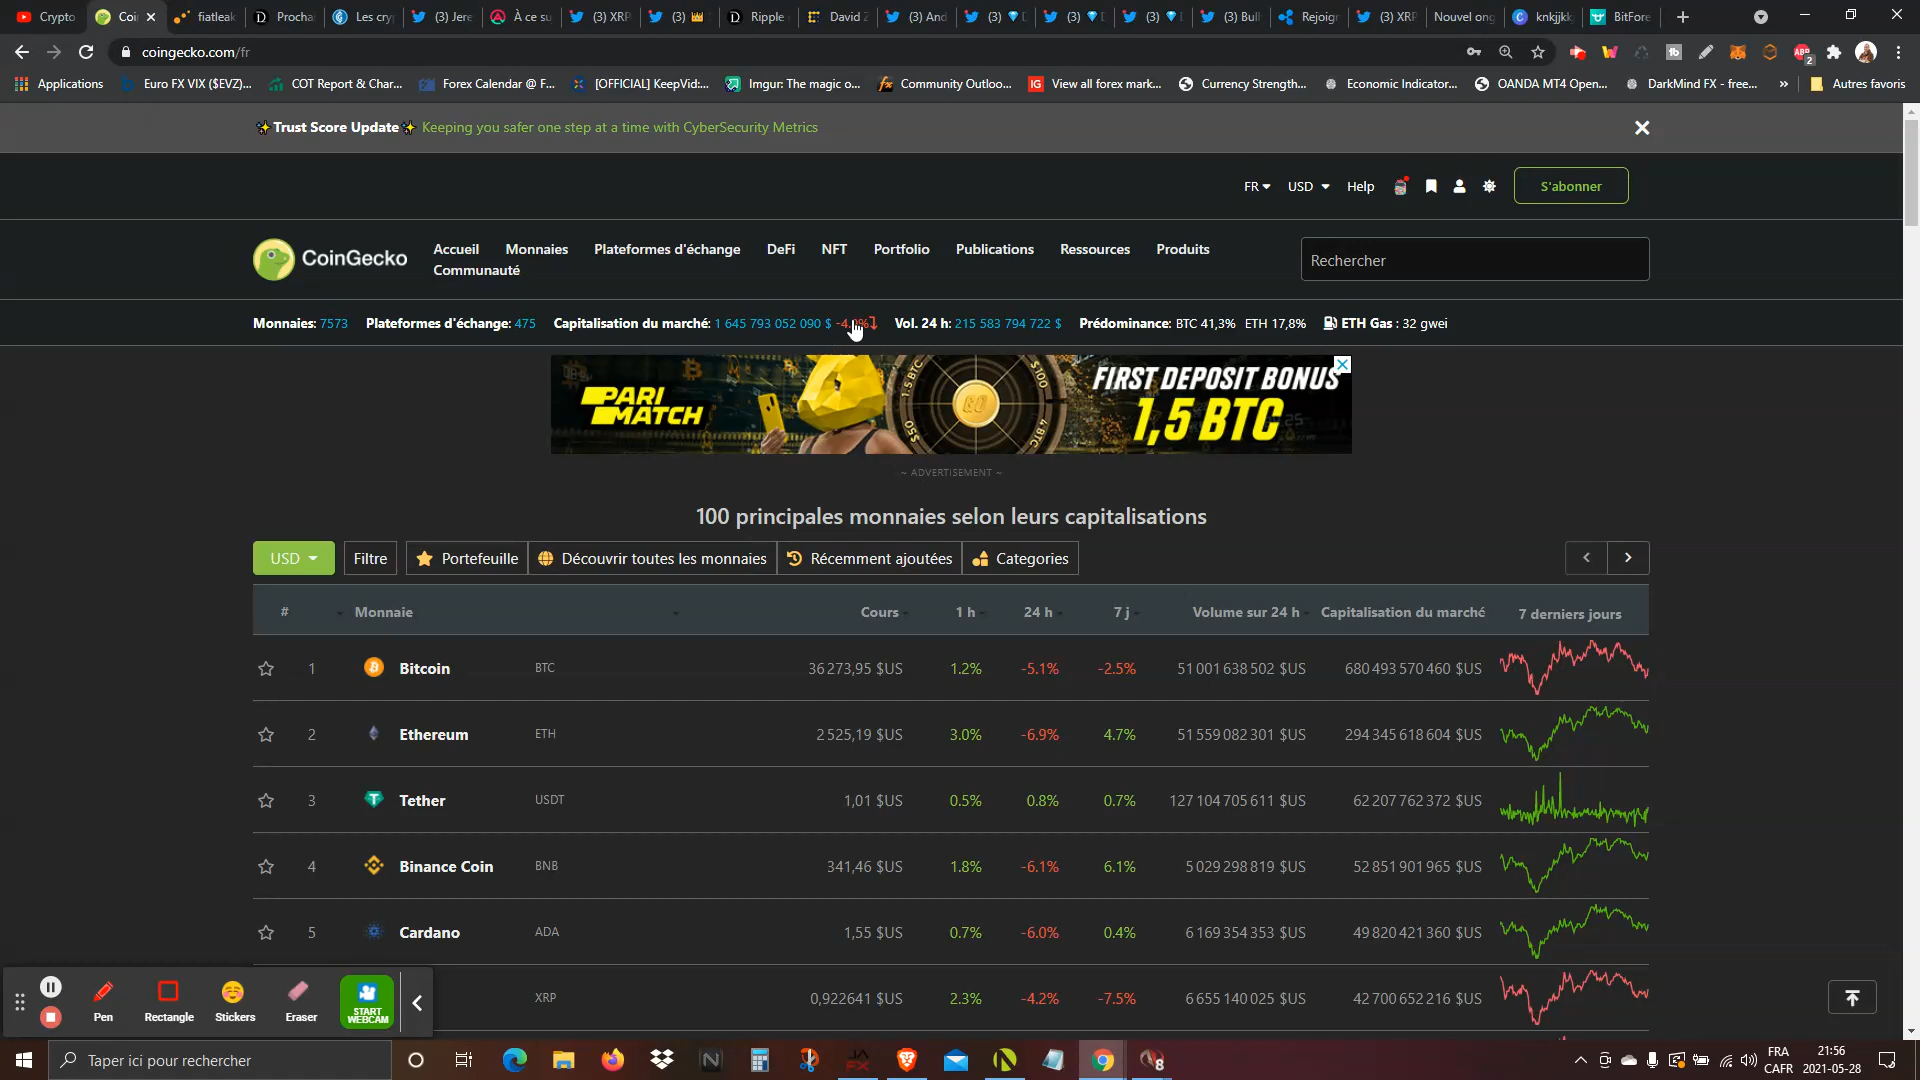 Crypto
Coi
fiatleak
Procha
Les cry
(3) Jere
À ce su
(3) XRP
(3)
Ripple
David
(3) And
(3)
(3)
(3)
(3) Bull
Rejoign
(3) XRP
Nouvel ong
knkjjkk
BitFore
coingecko.com/fr
Applications
Euro FX VIX ($EVZ)...
COT Report & Char...
Forex Calendar @ F...
[OFFICIAL] KeepVid:...
Imgur: The magic o...
Community Outloo...
View all forex mark...
Currency Strength...
Economic Indicator...
OANDA MT4 Open...
DarkMind FX - free...
»
Autres favoris
✨Trust Score Update✨ Keeping you safer one step at a time with CyberSecurity Metrics
FR USD Help S'abonner
CoinGecko
Accueil Monnaies Plateformes d'échange DeFi NFT Portfolio Publications Ressources Produits
Communauté
Rechercher
Monnaies: 7573 Plateformes d'échange: 475 Capitalisation du marché: 1 645 793 052 090 $ Vol. 24 h: 215 583 794 722 $ Prédominance: BTC 41,3% ETH 17,8% ETH Gas : 32 gwei
PARI
MATCH
FIRST DEPOSIT BONUS
1,5 BTC
~ ADVERTISEMENT ~
100 principales monnaies selon leurs capitalisations
USD Filtre Portefeuille Découvrir toutes les monnaies Récemment ajoutées Categories
# Monnaie Cours 1 h 24 h 7 j Volume sur 24 h Capitalisation du marché 7 derniers jours
1 Bitcoin BTC 36 273,95 $US 1.2% -5.1% -2.5% 51 001 638 502 $US 680 493 570 460 $US
2 Ethereum ETH 2 525,19 $US 3.0% -6.9% 4.7% 51 559 082 301 $US 294 345 618 604 $US
3 Tether USDT 1,01 $US 0.5% 0.8% 0.7% 127 104 705 611 $US 62 207 762 372 $US
4 Binance Coin BNB 341,46 $US 1.8% -6.1% 6.1% 5 029 298 819 $US 52 851 901 965 $US
5 Cardano ADA 1,55 $US 0.7% -6.0% 0.4% 6 169 354 353 $US 49 820 421 360 $US
XRP 0,922641 $US 2.3% -4.2% -7.5% 6 655 140 025 $US 42 700 652 216 $US
Pen Rectangle Stickers Eraser START
WEBCAM
Taper ici pour rechercher
FRA
CAFR
21:56
2021-05-28